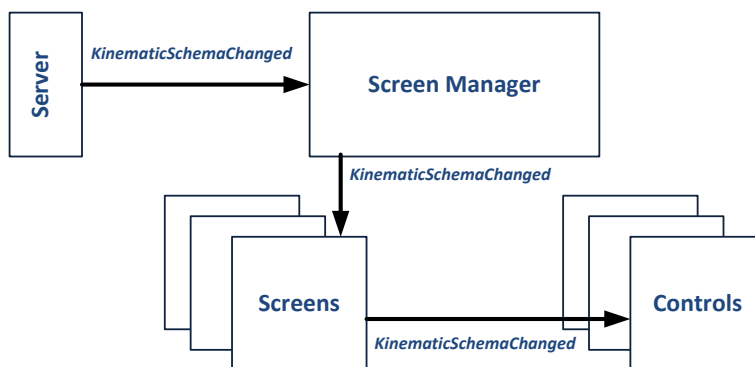 Server
KinematicSchemaChanged
Screen Manager
KinematicSchemaChanged
Screens
KinematicSchemaChanged
Controls